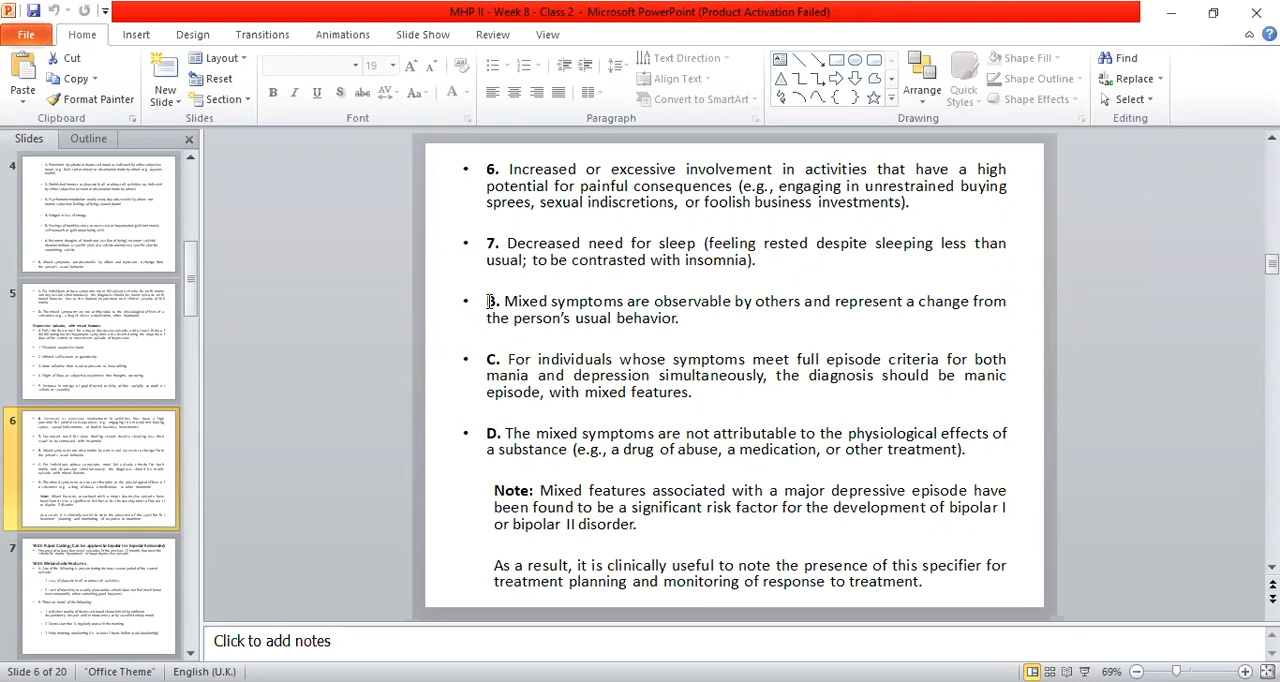 MHP II - Week 8 - Class 2 - Microsoft PowerPoint (Product Activation Failed)
File Home Insert Design Transitions Animations Slide Show Review View
Paste
Cut
Copy
Format Painter
Clipboard
New
Slide
Layout
Reset
Section
Slides
19
B I U S abc AV Aa A
Font
Text Direction
Align Text
Convert to SmartArt
Paragraph
Arrange
Quick
Styles
Shape Fill
Shape Outline
Shape Effects
Drawing
Find
Replace
Select
Editing
Slides Outline
4
5
6
7
• 6. Increased or excessive involvement in activities that have a high
potential for painful consequences (e.g., engaging in unrestrained buying
sprees, sexual indiscretions, or foolish business investments).
• 7. Decreased need for sleep (feeling rested despite sleeping less than
usual; to be contrasted with insomnia).
• B. Mixed symptoms are observable by others and represent a change from
the person's usual behavior.
• C. For individuals whose symptoms meet full episode criteria for both
mania and depression simultaneously, the diagnosis should be manic
episode, with mixed features.
• D. The mixed symptoms are not attributable to the physiological effects of
a substance (e.g., a drug of abuse, a medication, or other treatment).
Note: Mixed features associated with a major depressive episode have
been found to be a significant risk factor for the development of bipolar I
or bipolar II disorder.
As a result, it is clinically useful to note the presence of this specifier for
treatment planning and monitoring of response to treatment.
Click to add notes
Slide 6 of 20 "Office Theme" English (U.K.) 69%